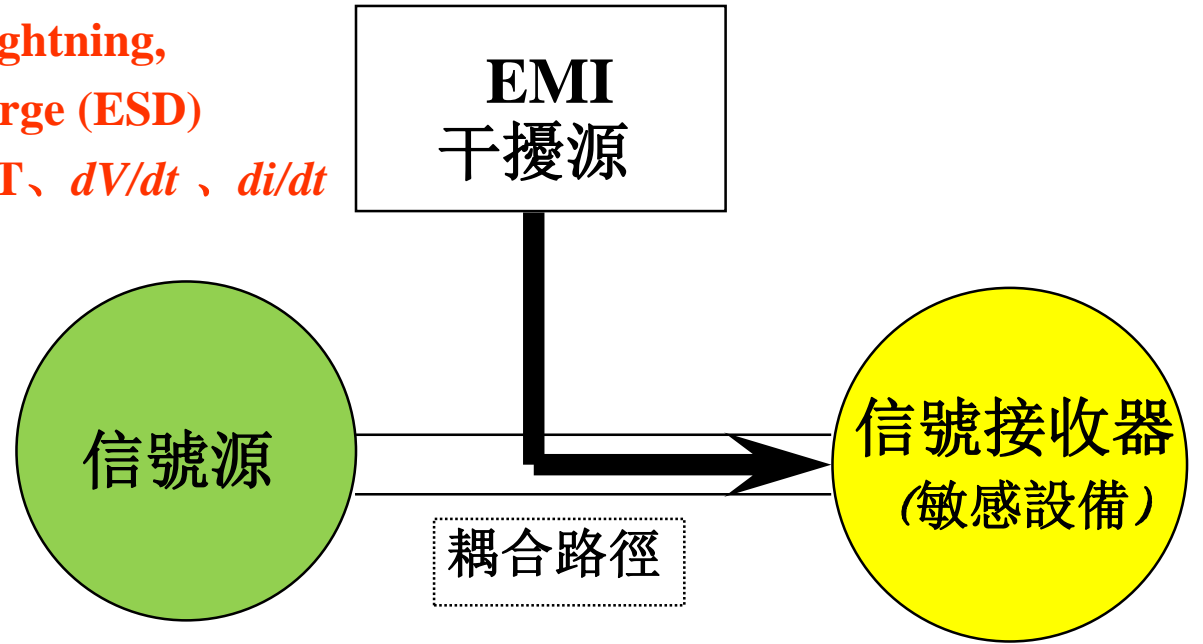 ghtning,
rge (ESD)
T、dV/dt 、di/dt
EMI
干擾源
信號源
信號接收器
(敏感設備)
耦合路徑